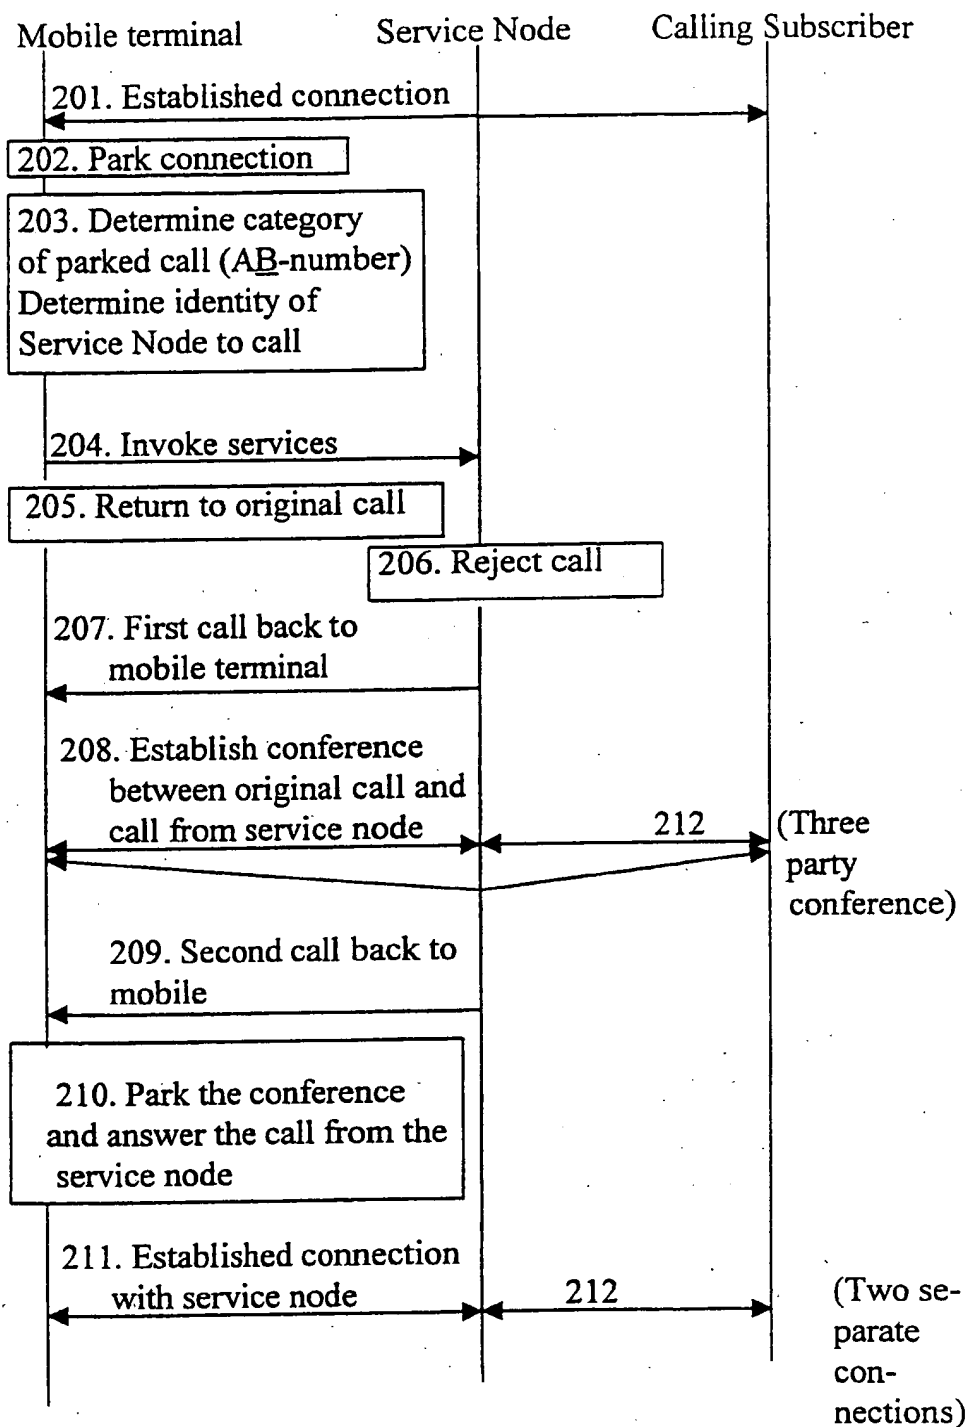 Mobile terminal
Service Node
Calling Subscriber
201. Established connection
202. Park connection
203. Determine category
of parked call (AB-number)
Determine identity of
Service Node to call
204. Invoke services
205. Return to original call
206. Reject call
207. First call back to
mobile terminal
208. Establish conference
between original call and
call from service node
212
(Three
party
conference)
209. Second call back to
mobile
210. Park the conference
and answer the call from the
service node
211. Established connection
with service node
212
(Two se-
parate
con-
nections)